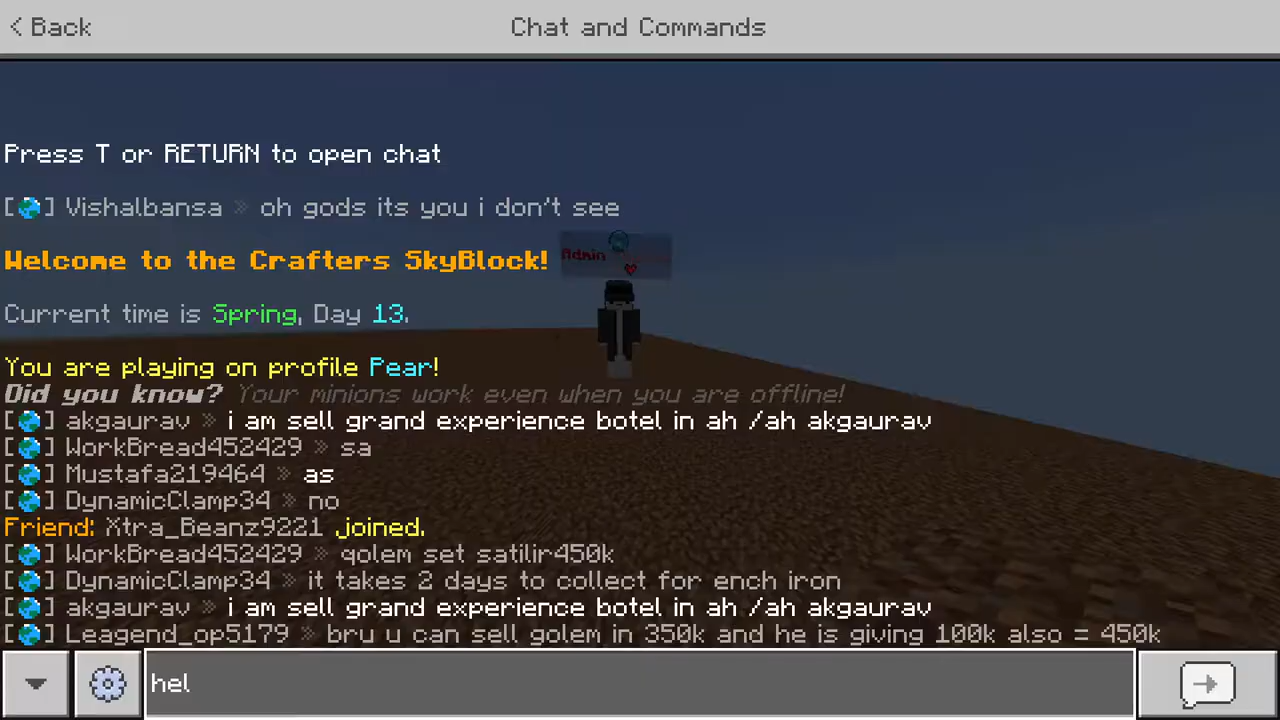 Back
Chat and Commands
Press T or RETURN to open chat
[] Vishalbansa » oh gods its you i don't see
Welcome to the Crafters SkyBlock!
Admin
Current time is Spring, Day 13.
You are playing on profile Pear!
Did you know? Your minions work even when you are offline!
[] akgaurav » i am sell grand experience botel in ah /ah akgaurav
[] WorkBread452429 » sa
[] Mustafa219464 » as
[] DynamicClamp34 » no
Friend: Xtra_Beanz9221 joined.
[] WorkBread452429 » qolem set satilir450k
[] DynamicClamp34 » it takes 2 days to collect for ench iron
[] akgaurav » i am sell grand experience botel in ah /ah akgaurav
[] Leagend_op5179 » bru u can sell golem in 350k and he is giving 100k also = 450k
hel